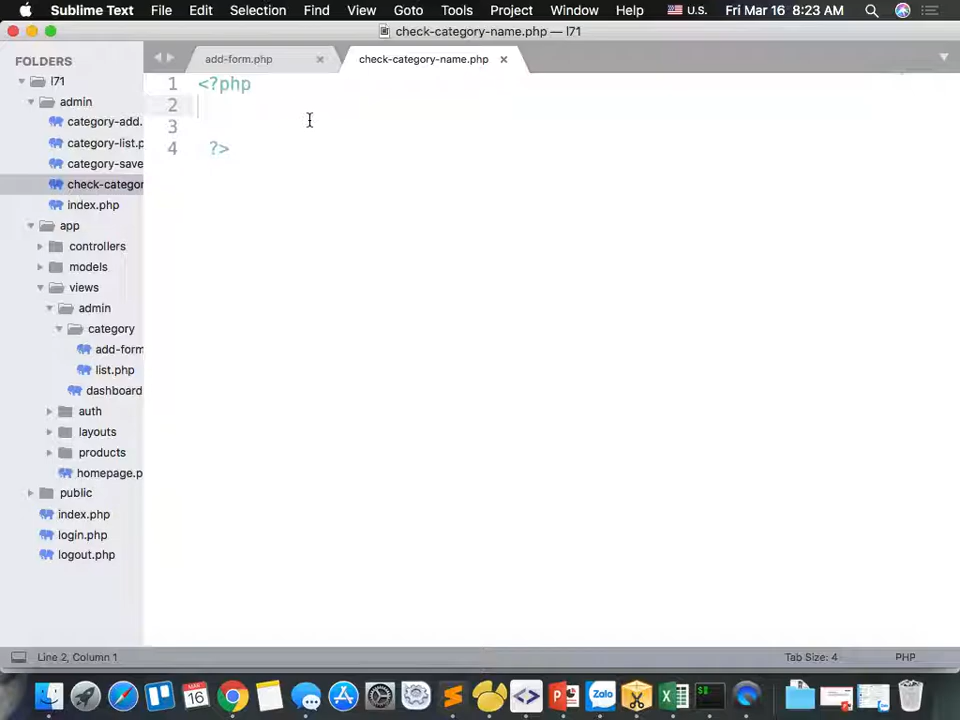 Sublime Text File Edit Selection Find View Goto Tools Project Window Help U.S. Fri Mar 16 8:23 AM
check-category-name.php — l71
FOLDERS
add-form.php × check-category-name.php ×
l71
admin
category-add.
category-list.p
category-save
check-categor
index.php
app
controllers
models
views
admin
category
add-form
list.php
dashboard
auth
layouts
products
homepage.p
public
index.php
login.php
logout.php
1 <?php
2
3
4 ?>
Line 2, Column 1 Tab Size: 4 PHP
MAR
16
Zalo